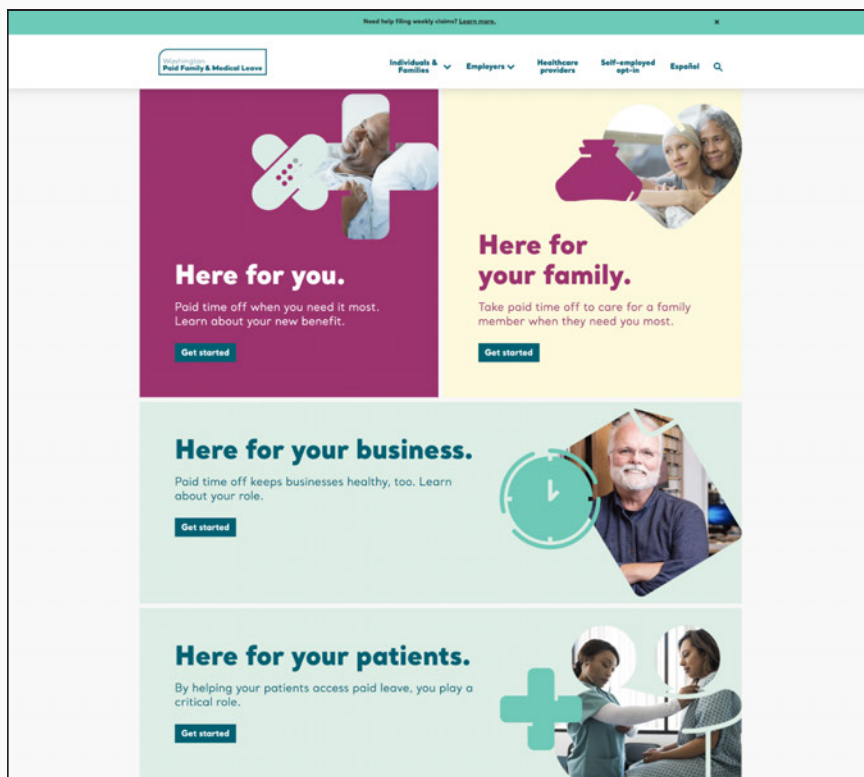 Need help filing weekly claims? Learn more.
×
Washington
Paid Family & Medical Leave
Individuals &
Families
Employers
Healthcare
providers
Self-employed
opt-in
Español
Here for you.
Paid time off when you need it most.
Learn about your new benefit.
Get started
Here for
your family.
Take paid time off to care for a family
member when they need you most.
Get started
Here for your business.
Paid time off keeps businesses healthy, too. Learn
about your role.
Get started
Here for your patients.
By helping your patients access paid leave, you play a
critical role.
Get started